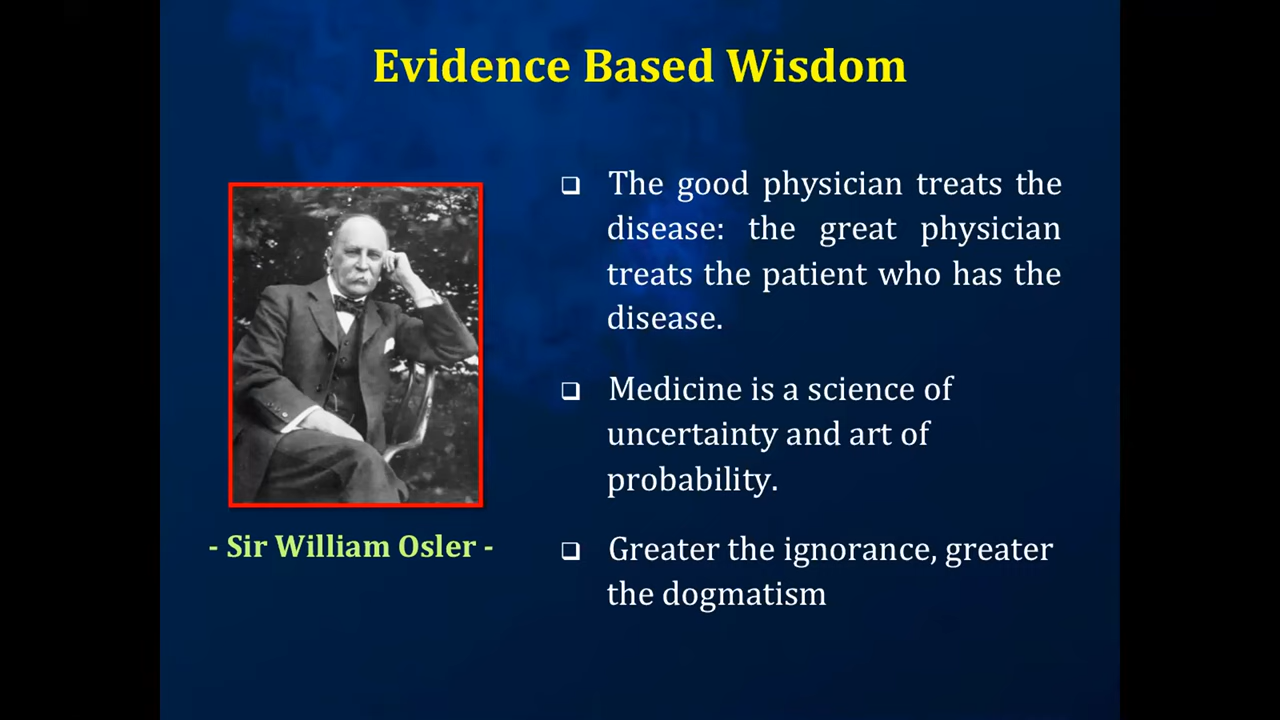 Evidence Based Wisdom
- Sir William Osler -
❑ The good physician treats the
disease: the great physician
treats the patient who has the
disease.
❑ Medicine is a science of
uncertainty and art of
probability.
❑ Greater the ignorance, greater
the dogmatism